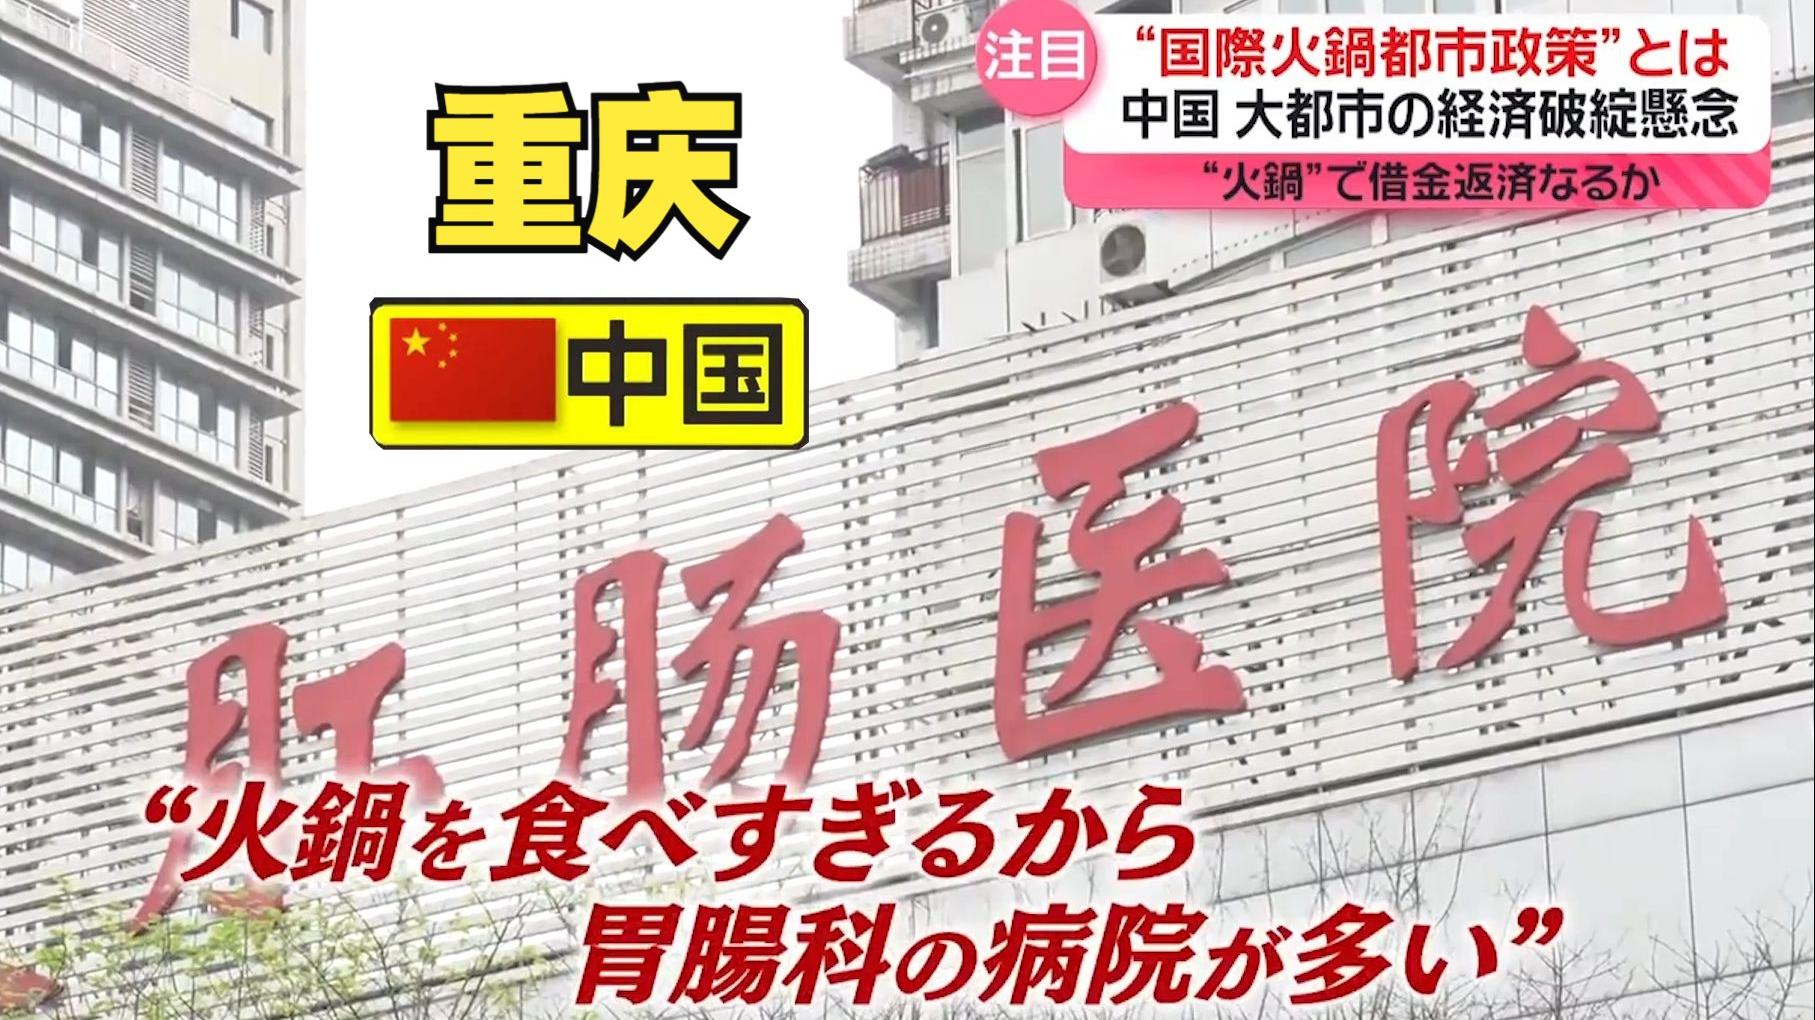 注目
“国際火鍋都市政策”とは
中国 大都市の経済破綻懸念
“火鍋”で借金返済なるか
重庆
中国
肛肠医院
“火鍋を食べすぎるから
胃腸科の病院が多い”